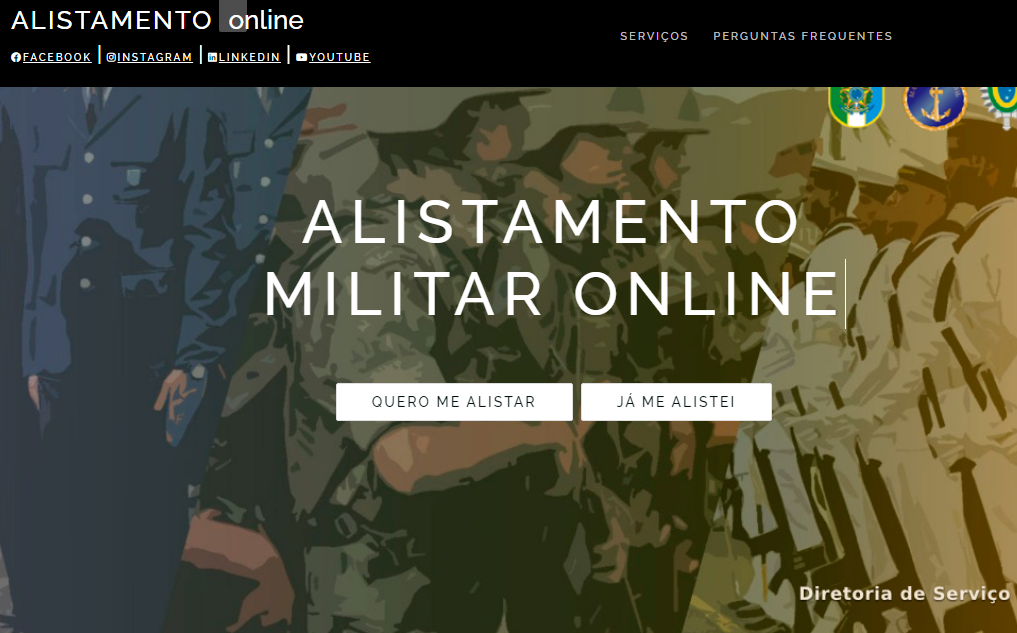 ALISTAMENTO online
SERVIÇOS PERGUNTAS FREQUENTES
FACEBOOK | INSTAGRAM | LINKEDIN | YOUTUBE
ALISTAMENTO
MILITAR ONLINE
QUERO ME ALISTAR JÁ ME ALISTEI
Diretoria de Serviço